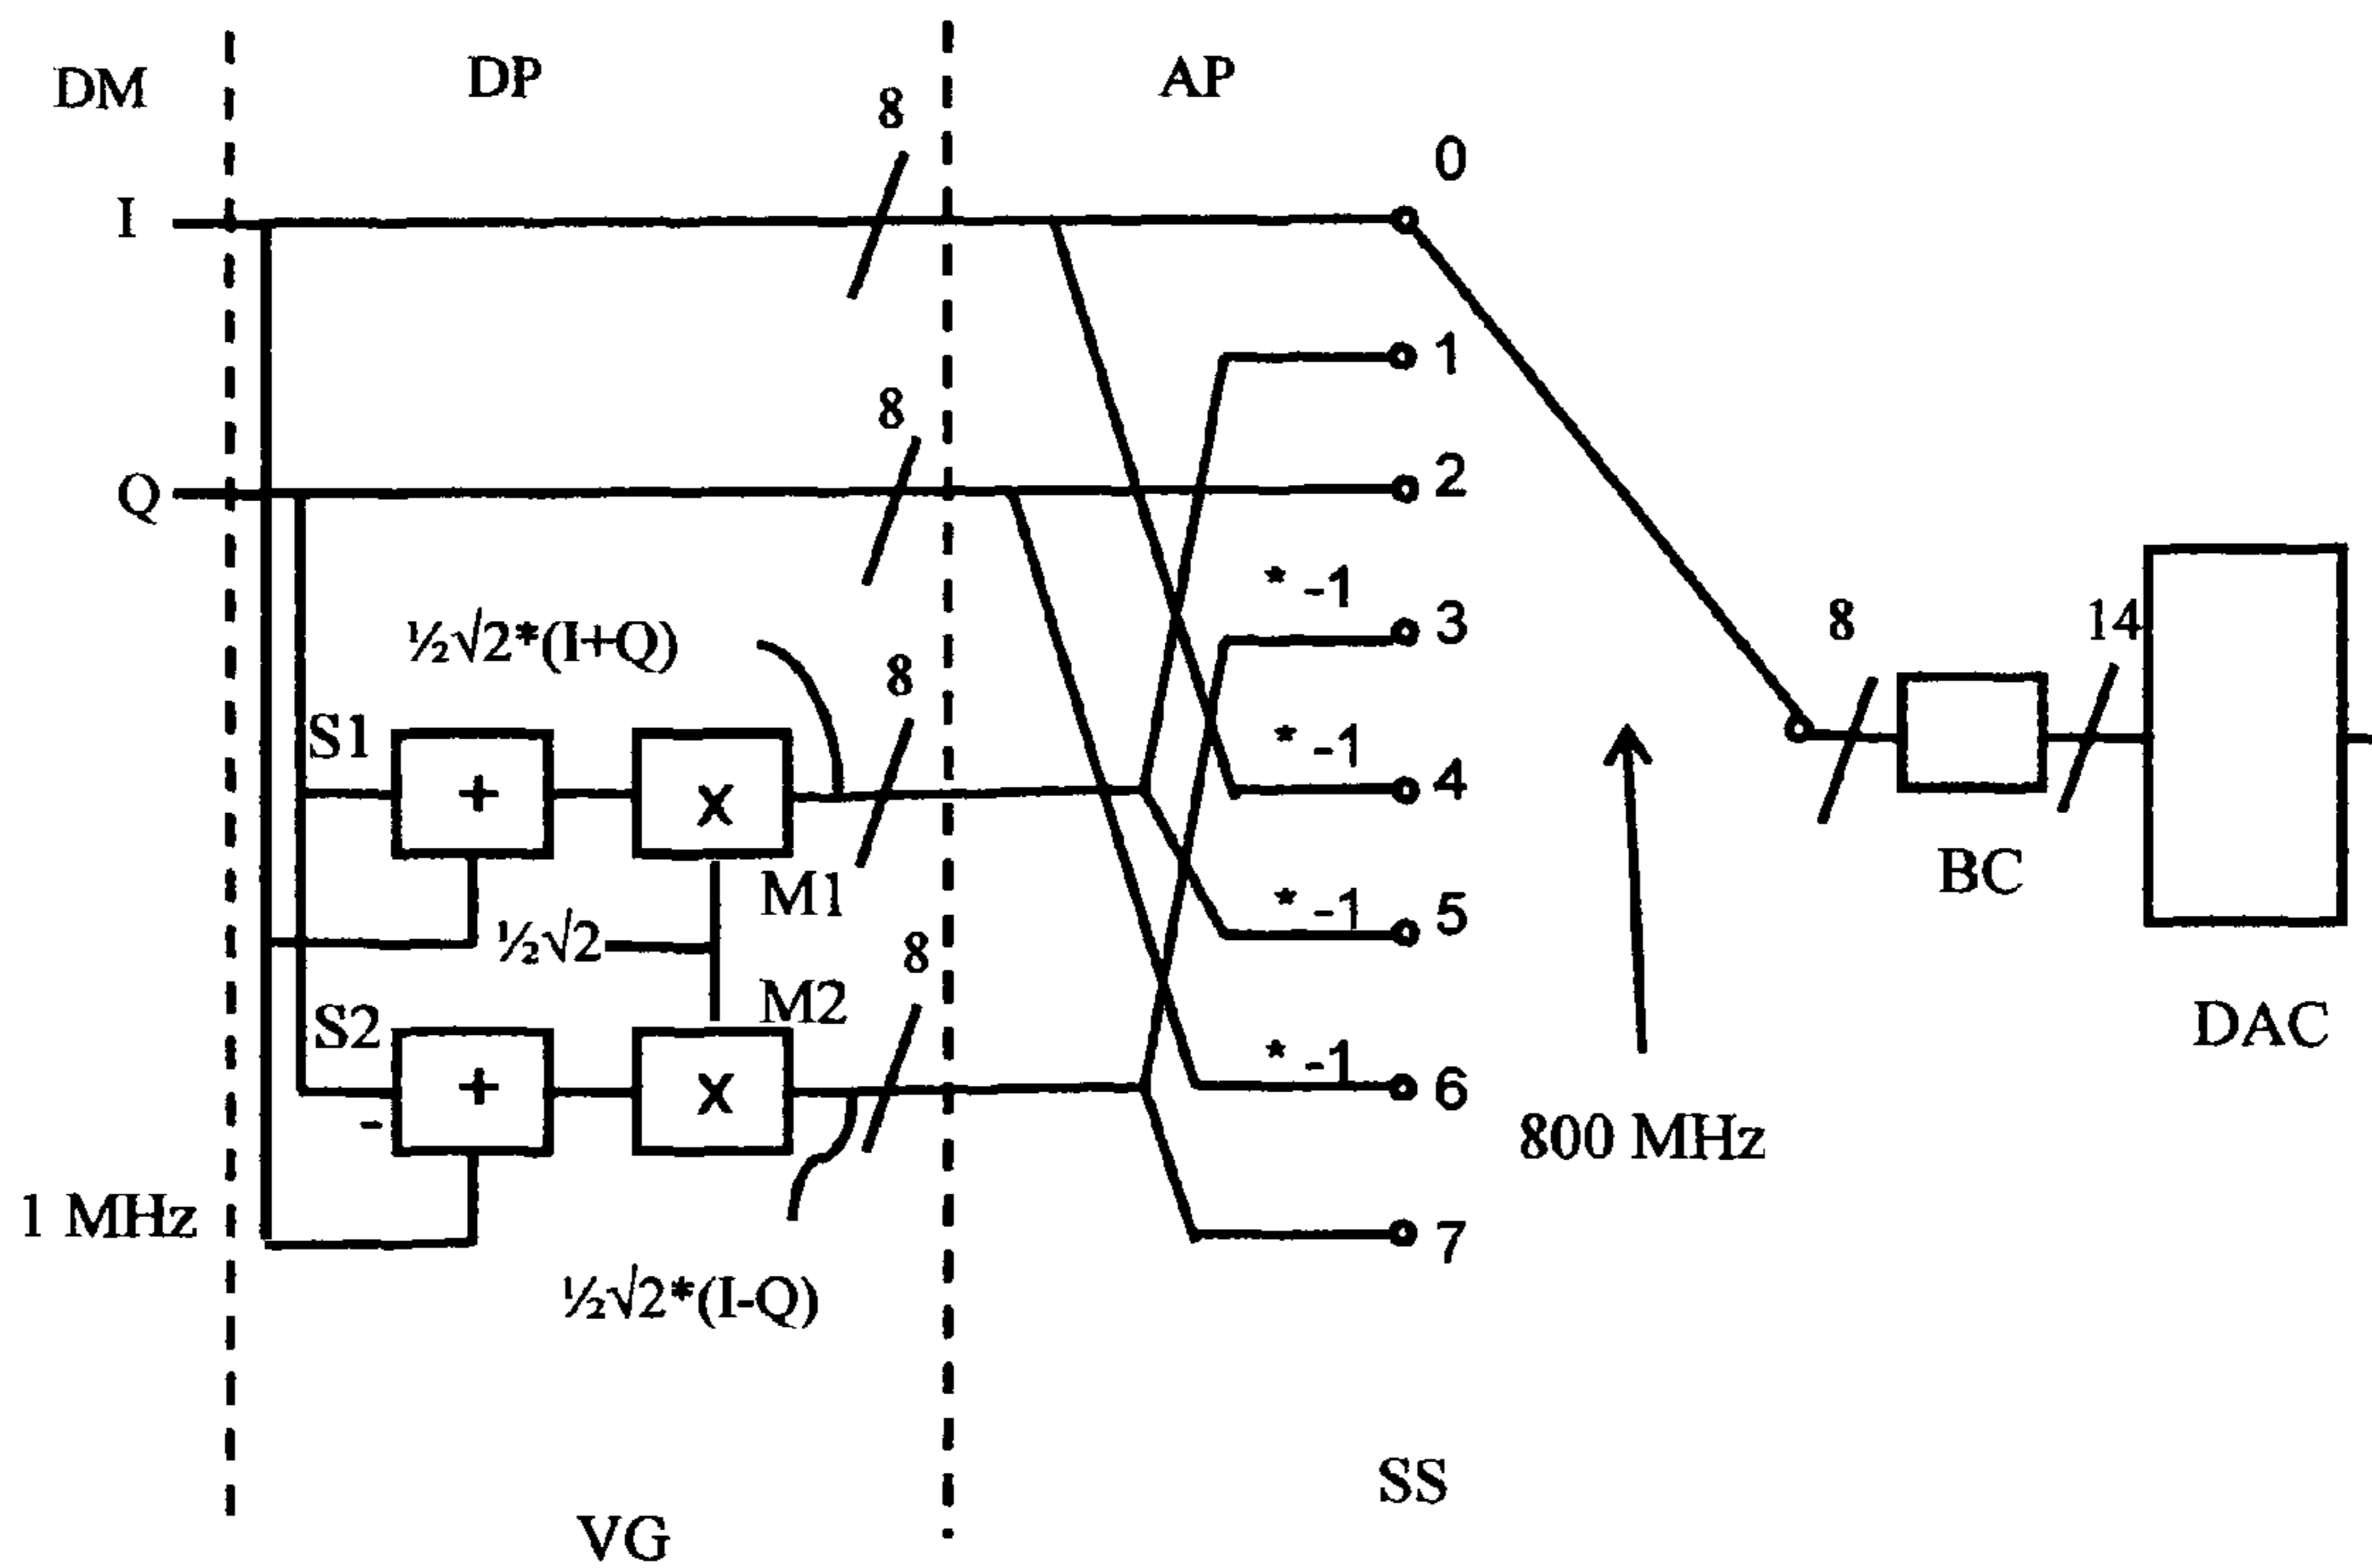 DM
DP
AP
8
0
I
1
8
2
Q
* -1
3
½√2*(I+Q)
8
8
14
S1
+
x
* -1
4
M1
BC
½√2
* -1
5
8
M2
S2
+
x
-
* -1
6
DAC
800 MHz
1 MHz
7
½√2*(I-Q)
SS
VG